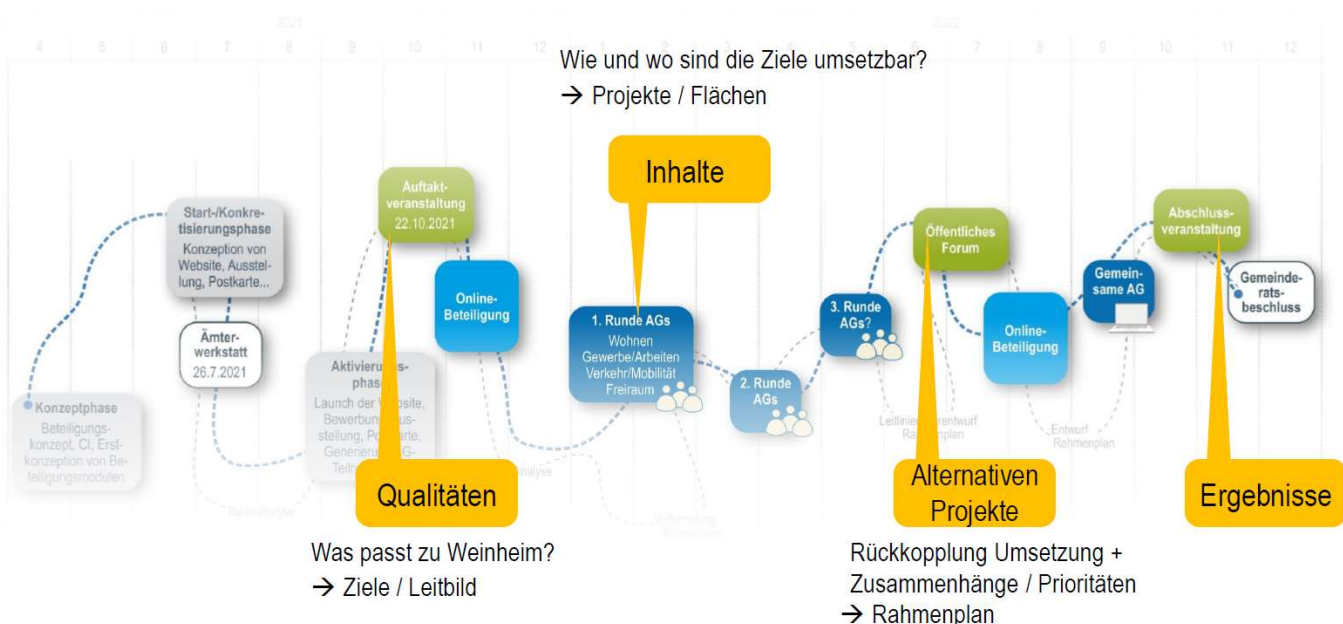 2021
2022
4 5 6 7 8 9 10 11 12 1 2 3 4 5 6 7 8 9 10 11 12
Wie und wo sind die Ziele umsetzbar?
→ Projekte / Flächen
Inhalte
Konzeptphase
Beteiligungs-
konzept, CI, Erst-
konzeption von Be-
teiligungsmodulen
Start-/Konkre-
tisierungsphase
Konzeption von
Website, Ausstel-
lung, Postkarte...
Ämter-
werkstatt
26.7.2021
Auftakt-
veranstaltung
22.10.2021
Online-
Beteiligung
Launch der
Qualitäten
Was passt zu Weinheim?
→ Ziele / Leitbild
1. Runde AGs
Wohnen
Gewerbe/Arbeiten
Verkehr/Mobilität
Freiraum
2. Runde
AGs
3. Runde
AGs?
Öffentliches
Forum
Online-
Beteiligung
Entwurf
Rahmenplan
Gemein-
same AG
Abschluss-
veranstaltung
Gemeinde-
rats-
beschluss
Alternativen
Projekte
Rückkopplung Umsetzung +
Zusammenhänge / Prioritäten
→ Rahmenplan
Ergebnisse